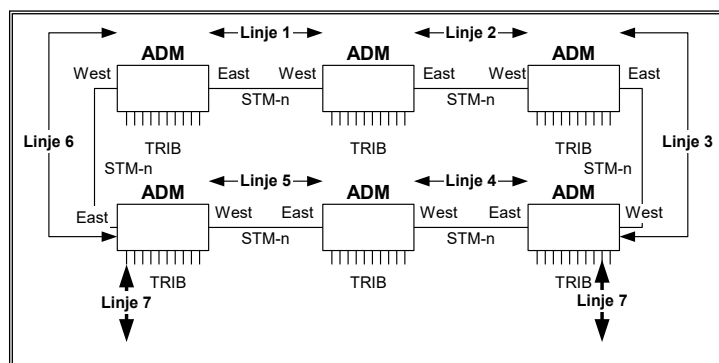 Linje 1 Linje 2
ADM ADM ADM
West East West East West East
STM-n STM-n
TRIB TRIB TRIB
Linje 6 Linje 3
STM-n STM-n
Linje 5 Linje 4
ADM ADM ADM
East West East West East West
STM-n STM-n
TRIB TRIB TRIB
Linje 7 Linje 7